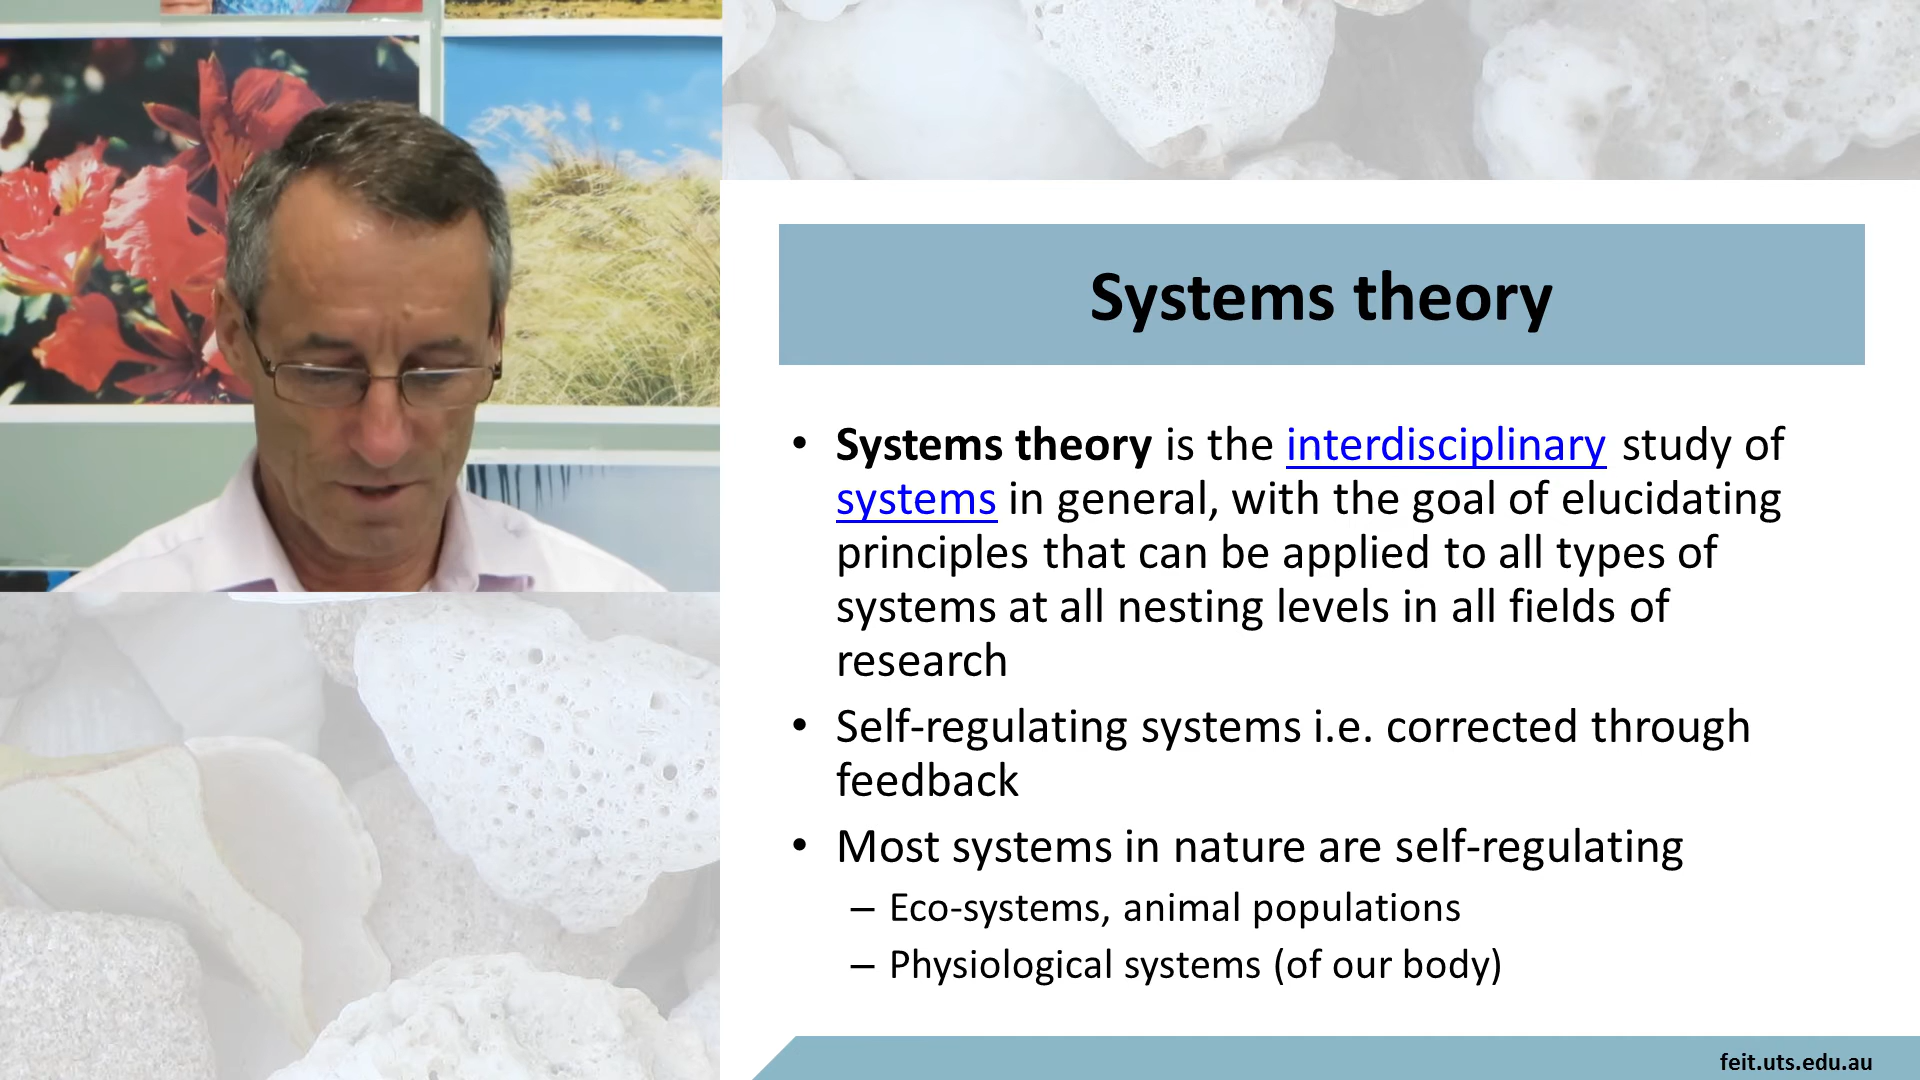 Systems theory
• Systems theory is the interdisciplinary study of
systems in general, with the goal of elucidating
principles that can be applied to all types of
systems at all nesting levels in all fields of
research
• Self-regulating systems i.e. corrected through
feedback
• Most systems in nature are self-regulating
– Eco-systems, animal populations
– Physiological systems (of our body)
feit.uts.edu.au